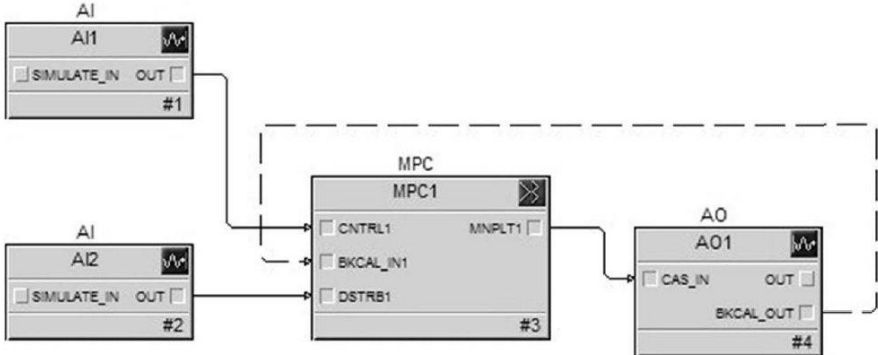 AI
AI1
SIMULATE_IN OUT
#1
MPC
MPC1
CNTRL1 MNPLT1
BKCAL_IN1
DSTRB1
#3
AI
AI2
SIMULATE_IN OUT
#2
AO
AO1
CAS_IN OUT
BKCAL_OUT
#4